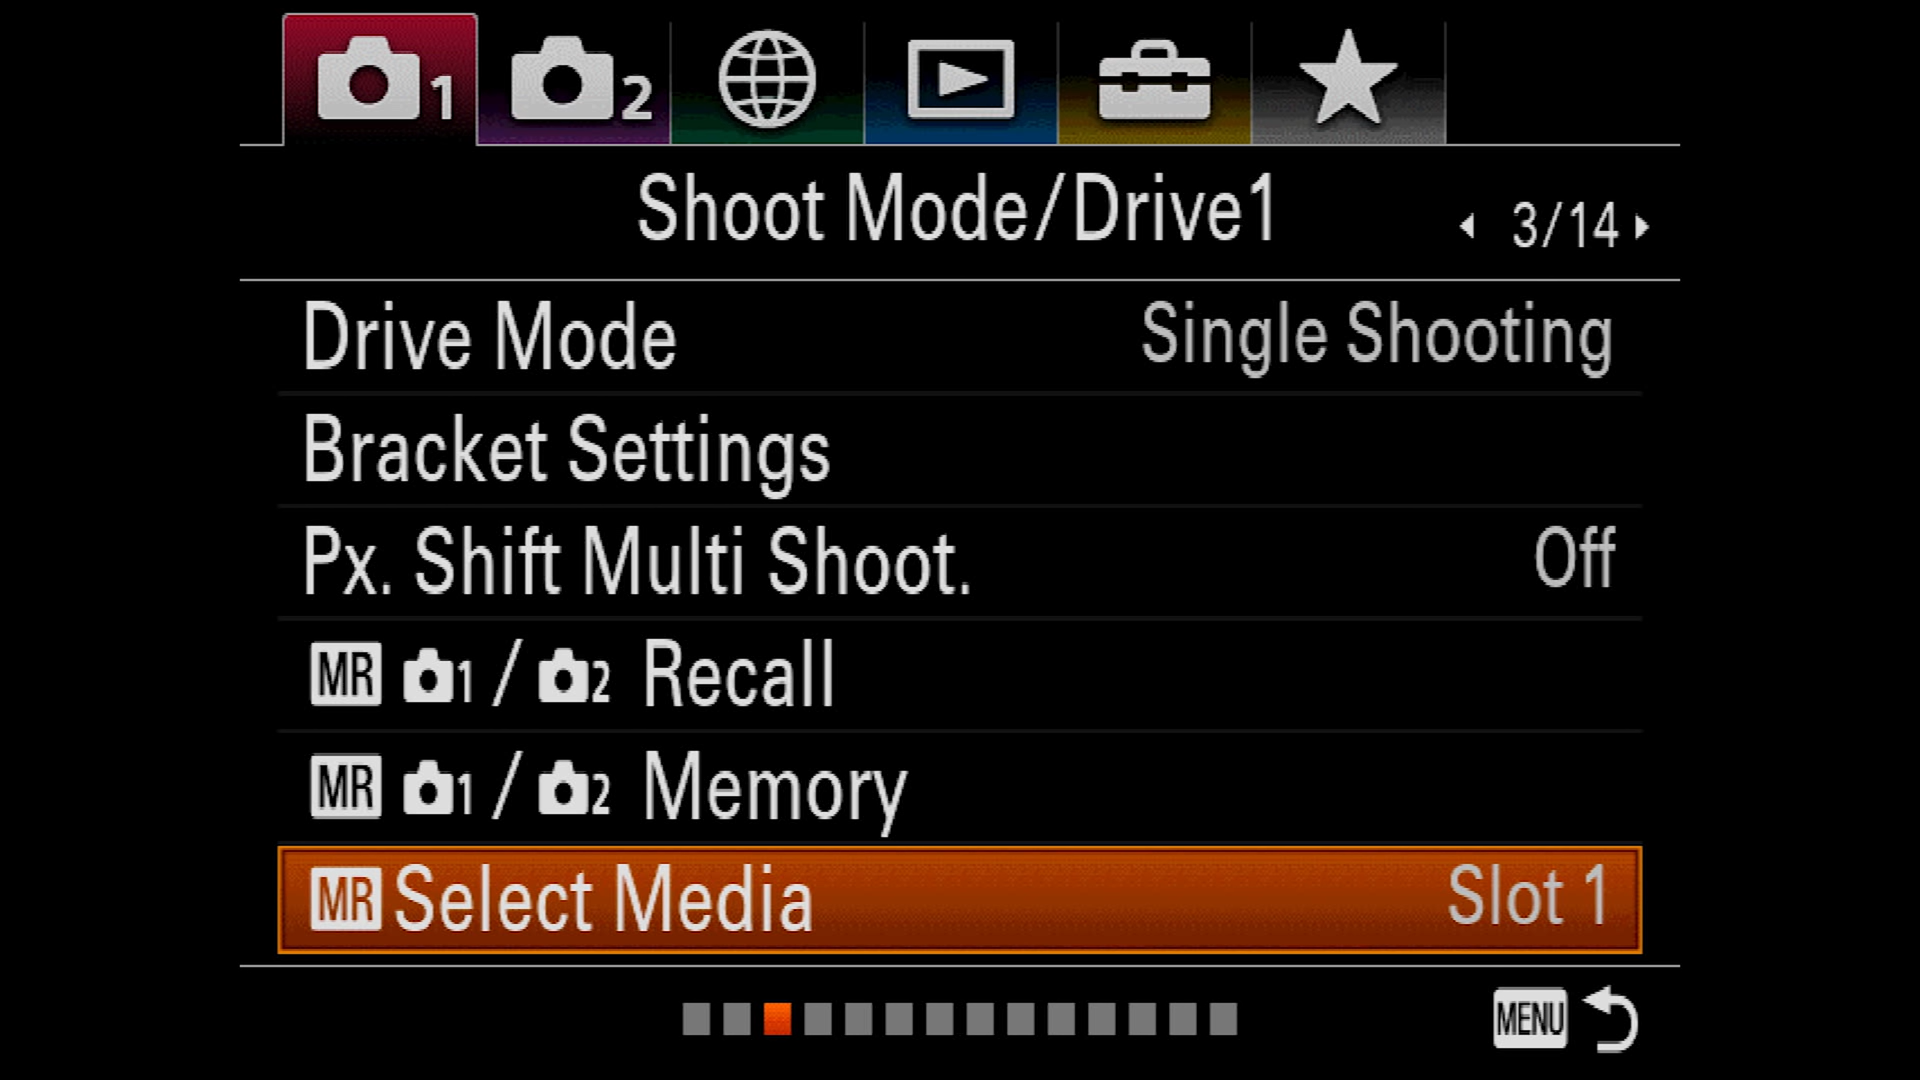 1 2
Shoot Mode/Drive1 3/14
Drive Mode Single Shooting
Bracket Settings
Px. Shift Multi Shoot. Off
MR 1 / 2 Recall
MR 1 / 2 Memory
MR Select Media Slot 1
MENU